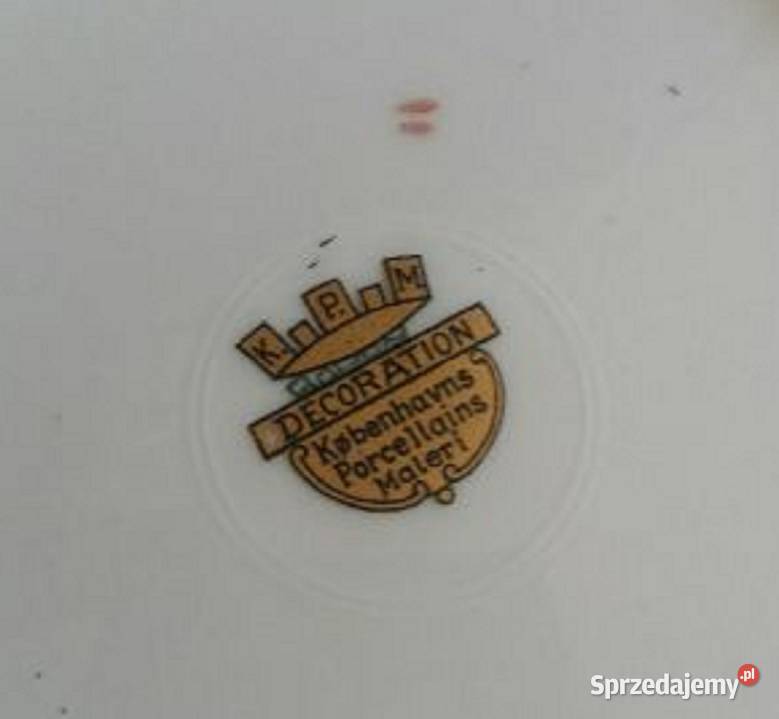 K. P. M
DECORATION
Københavns
Porcellains
Maleri
Sprzedajemy.pl